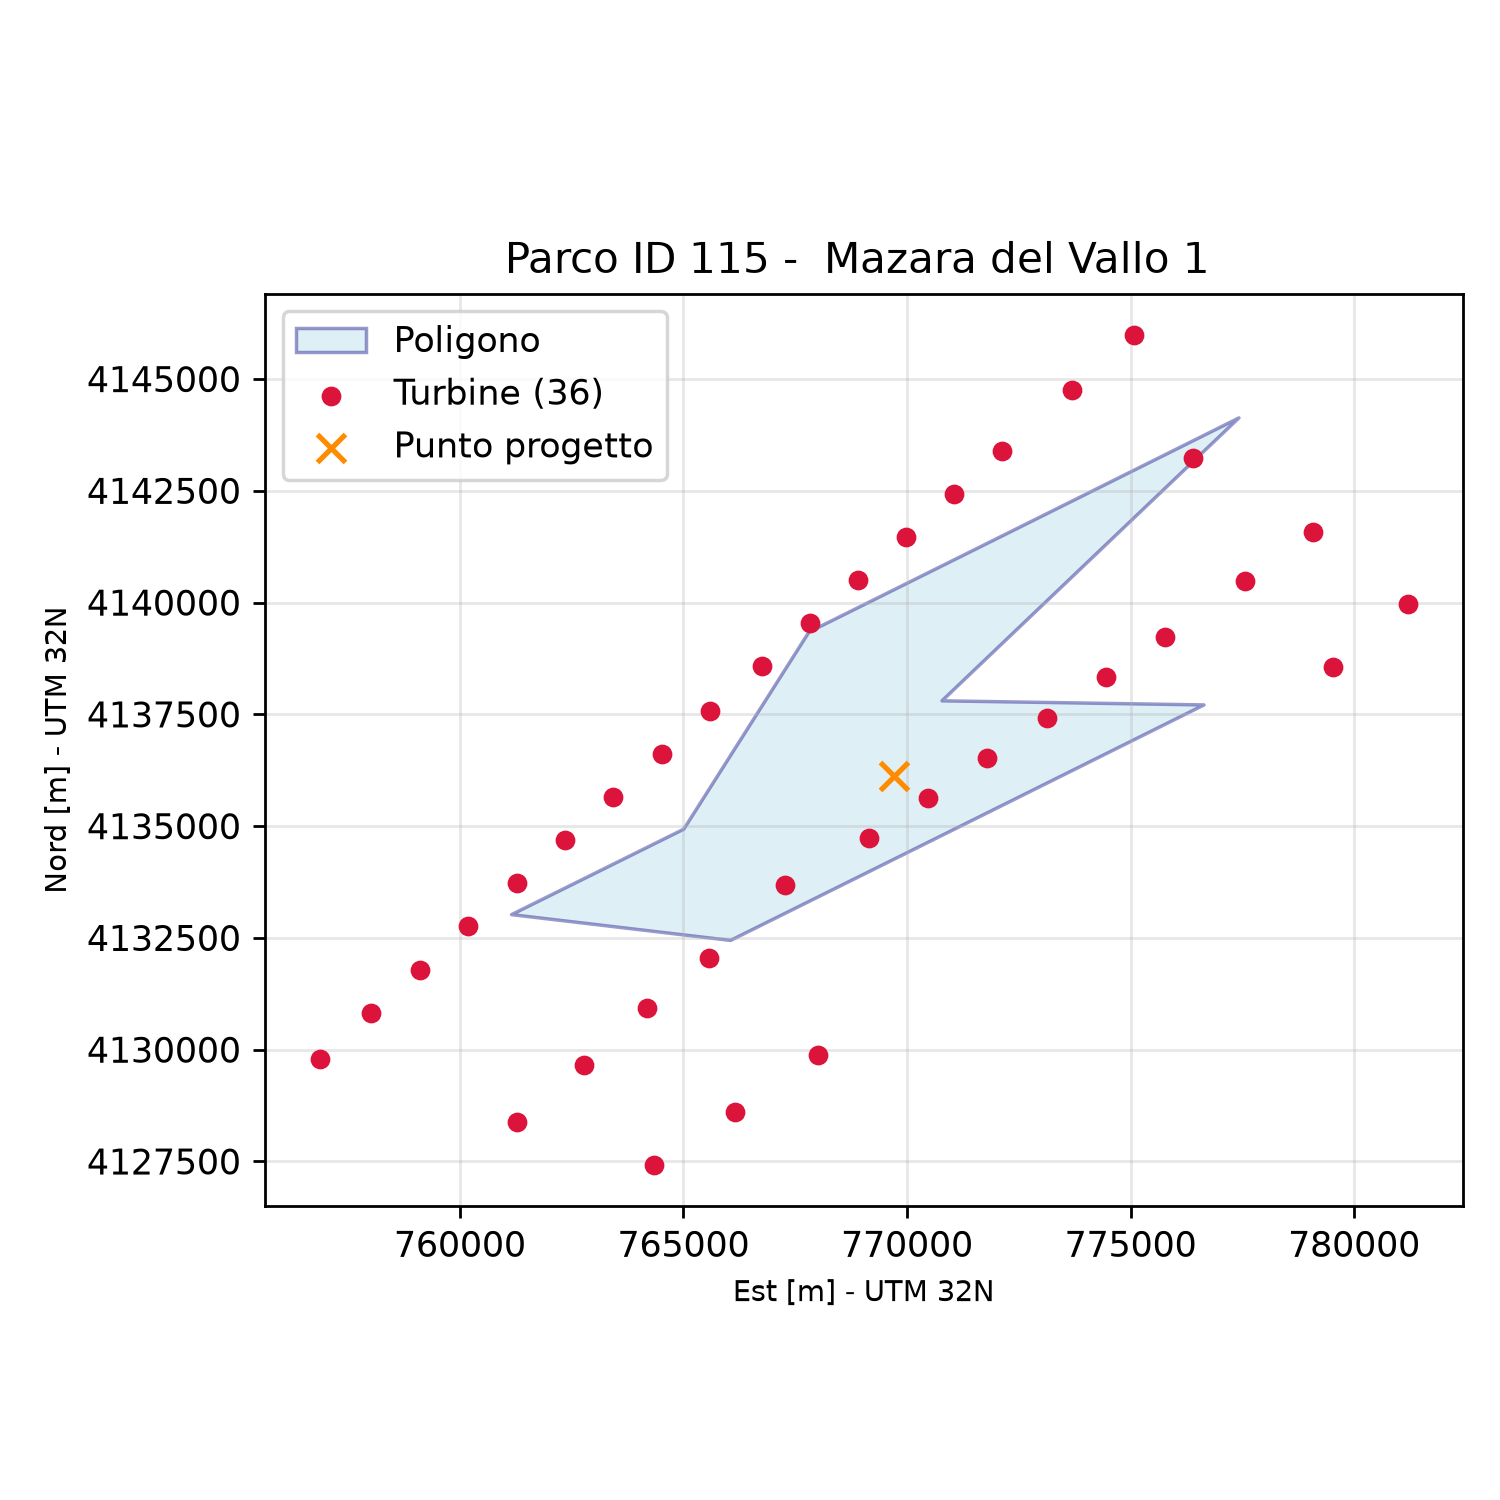 Parco ID 115 -  Mazara del Vallo 1
Poligono
Turbine (36)
Punto progetto
4145000
4142500
4140000
4137500
4135000
4132500
4130000
4127500
Nord [m] - UTM 32N
760000 765000 770000 775000 780000
Est [m] - UTM 32N